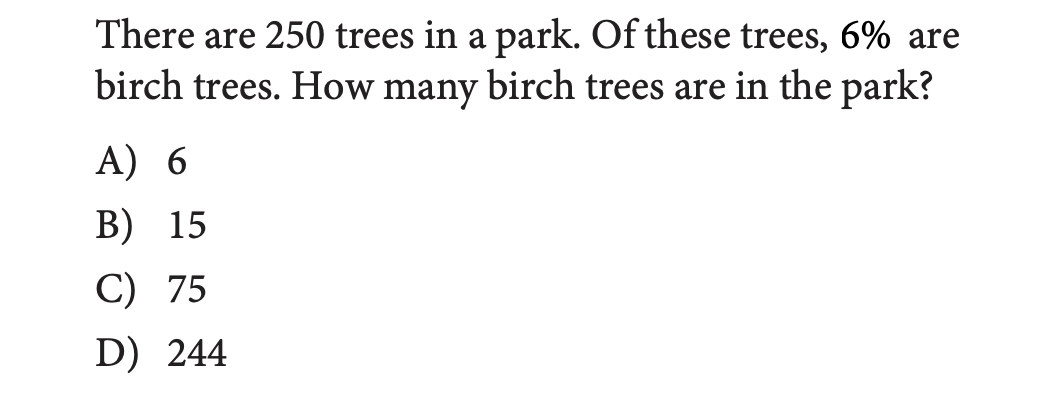 There are 250 trees in a park. Of these trees, 6% are
birch trees. How many birch trees are in the park?
A) 6
B) 15
C) 75
D) 244